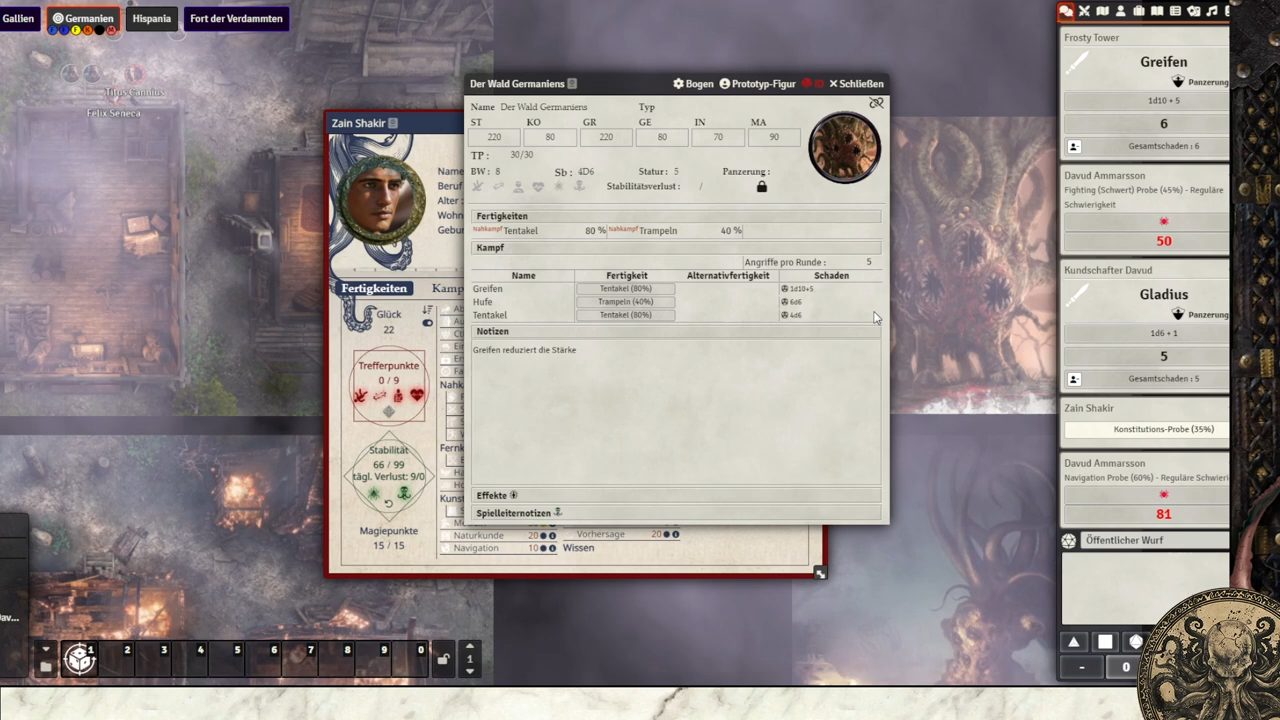 Gallien
Germanien
Hispania
Fort der Verdammten
Titus Cannius
Felix Seneca
Zain Shakir
Name
Beruf
Alter :
Wohn
Gebur
Fertigkeiten
Kamp
Glück
22
Trefferpunkte
0 / 9
Nahka
Stabilität
66 / 99
tägl. Verlust: 9/0
Fernk
Kunst
Magiepunkte
15 / 15
Naturkunde 20
Navigation 10
Vorhersage 20
Wissen
Der Wald Germaniens
Bogen
Prototyp-Figur
Schließen
Name Der Wald Germaniens Typ
ST KO GR GE IN MA
220 80 220 80 70 90
TP : 30/30
BW : 8 Sb : 4D6 Statur : 5 Panzerung :
Stabilitätsverlust : /
Fertigkeiten
Nahkampf Tentakel 80 % Nahkampf Trampeln 40 %
Kampf
Angriffe pro Runde : 5
Name Fertigkeit Alternativfertigkeit Schaden
Greifen Tentakel (80%) 1d10+5
Hufe Trampeln (40%) 6d6
Tentakel Tentakel (80%) 4d6
Notizen
Greifen reduziert die Stärke
Effekte
Spielleiternotizen
Frosty Tower
Greifen
Panzerung
1d10 + 5
6
Gesamtschaden : 6
Davud Ammarsson
Fighting (Schwert) Probe (45%) - Reguläre
Schwierigkeit
50
Kundschafter Davud
Gladius
Panzerung
1d6 + 1
5
Gesamtschaden : 5
Zain Shakir
Konstitutions-Probe (35%)
Davud Ammarsson
Navigation Probe (60%) - Reguläre Schwieri
81
Öffentlicher Wurf
- 0
Dav...
1 2 3 4 5 6 7 8 9 0
1